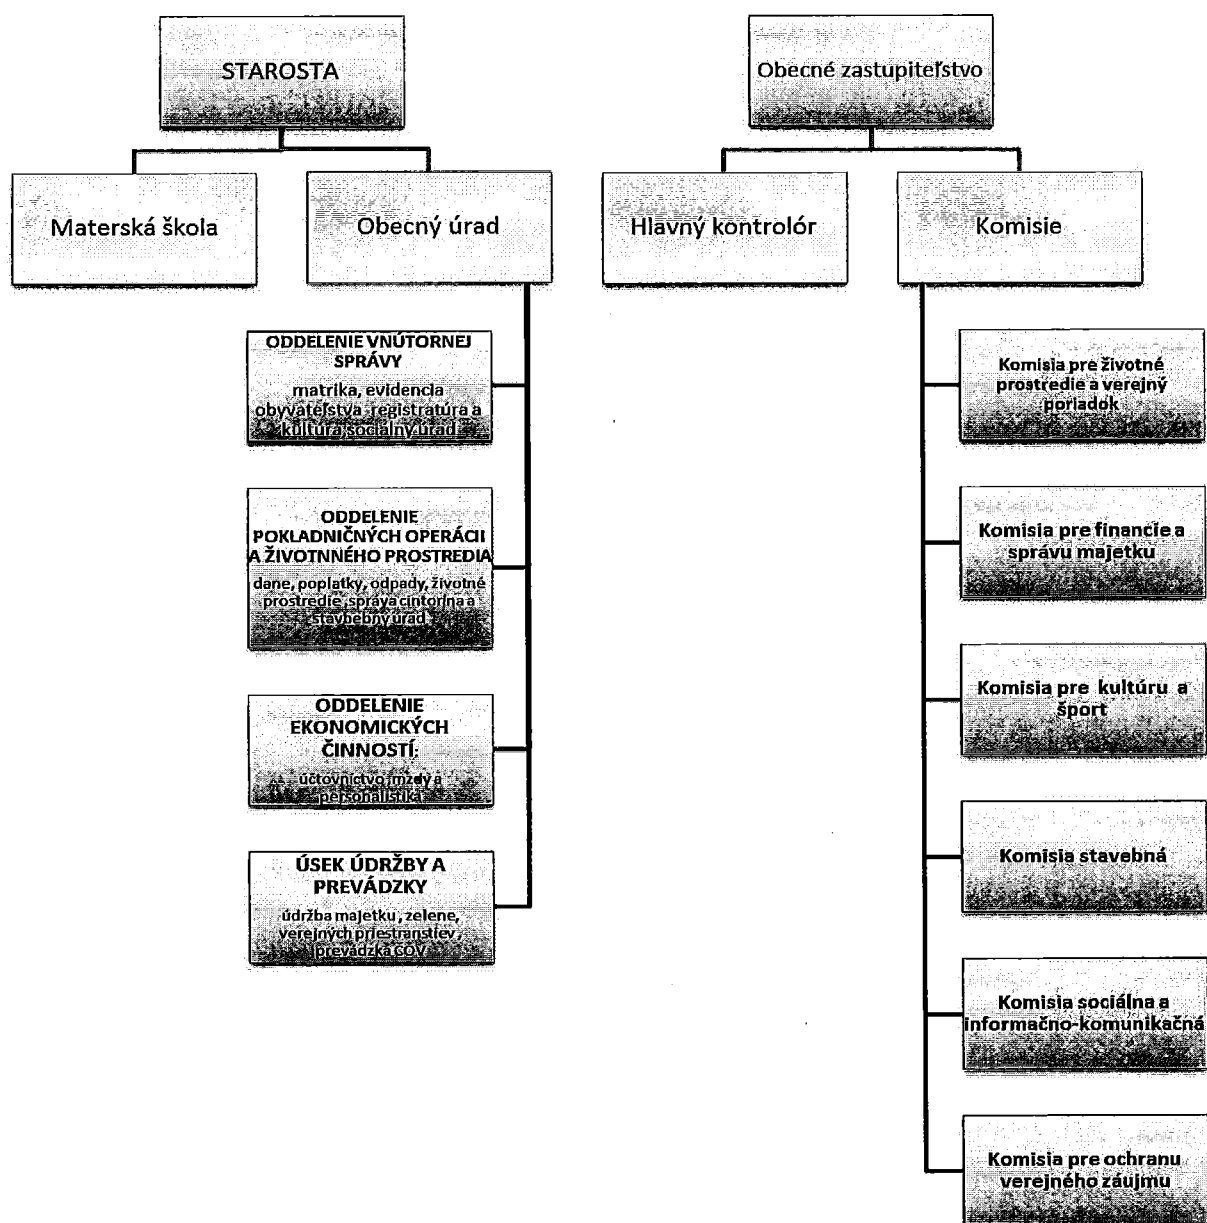 STAROSTA
Materská škola
Obecný úrad
ODDELENIE VNÚTORNEJ
SPRÁVY
matrika, evidencia
obyvateľstva ,registratúra a
kultúra,sociálny úrad
ODDELENIE
POKLADNIČNÝCH OPERÁCII
A ŽIVOTNNÉHO PROSTREDIA
dane, poplatky, odpady, životné
prostredie ,správa cintorína a
stavbebný úrad
ODDELENIE
EKONOMICKÝCH
ČINNOSTÍ:
účtovníctvo ,mzdy a
personalistika
ÚSEK ÚDRŽBY A
PREVÁDZKY
údržba majetku , zelene,
verejných priestranstiev ,
prevádzka ČOV
Obecné zastupiteľstvo
Hlavný kontrolór
Komisie
Komisia pre životné
prostredie a verejný
poriadok
Komisia pre financie a
správu majetku
Komisia pre kultúru a
šport
Komisia stavebná
Komisia sociálna a
informačno-komunikačná
Komisia pre ochranu
verejného záujmu